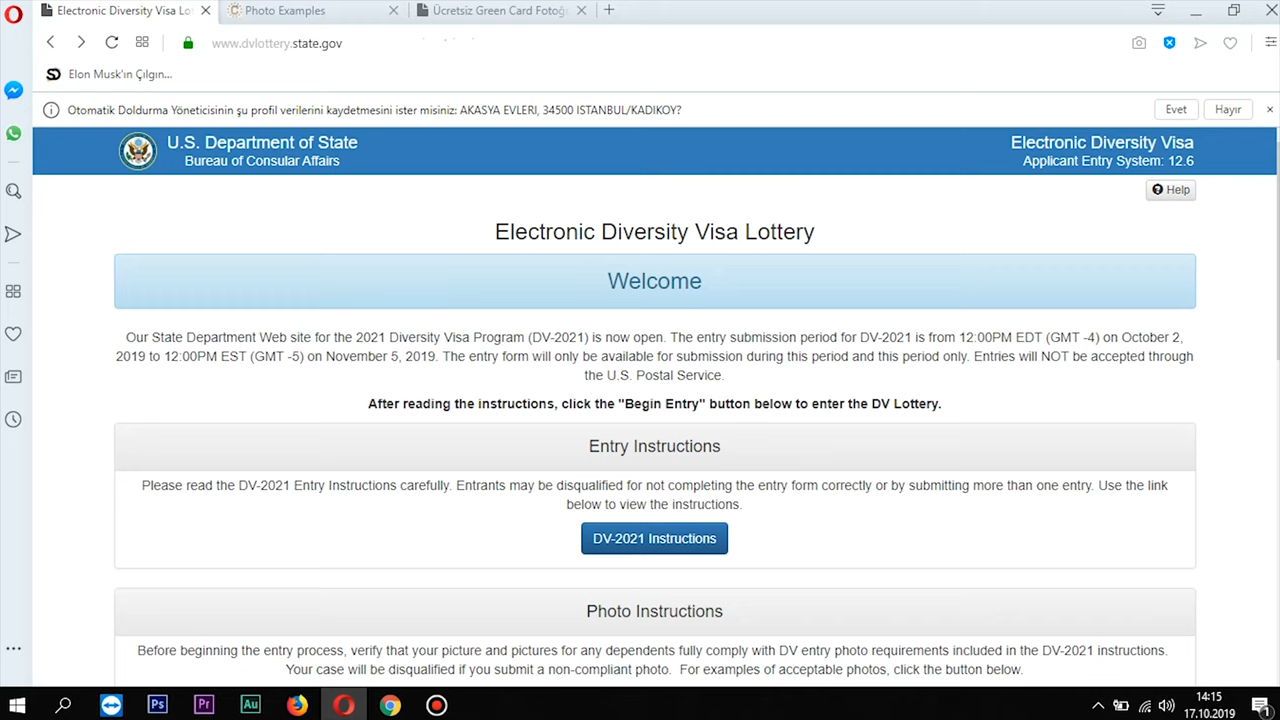 Electronic Diversity Visa Lot
Photo Examples
Ücretsiz Green Card Fotoğ
www.dvlottery.state.gov
SD Elon Musk'ın Çılgın...
Otomatik Doldurma Yöneticisinin şu profil verilerini kaydetmesini ister misiniz: AKASYA EVLERI, 34500 ISTANBUL/KADIKOY?
Evet
Hayır
U.S. Department of State
Bureau of Consular Affairs
Electronic Diversity Visa
Applicant Entry System: 12.6
Help
Electronic Diversity Visa Lottery
Welcome
Our State Department Web site for the 2021 Diversity Visa Program (DV-2021) is now open. The entry submission period for DV-2021 is from 12:00PM EDT (GMT -4) on October 2,
2019 to 12:00PM EST (GMT -5) on November 5, 2019. The entry form will only be available for submission during this period and this period only. Entries will NOT be accepted through
the U.S. Postal Service.
After reading the instructions, click the "Begin Entry" button below to enter the DV Lottery.
Entry Instructions
Please read the DV-2021 Entry Instructions carefully. Entrants may be disqualified for not completing the entry form correctly or by submitting more than one entry. Use the link
below to view the instructions.
DV-2021 Instructions
Photo Instructions
Before beginning the entry process, verify that your picture and pictures for any dependents fully comply with DV entry photo requirements included in the DV-2021 instructions.
Your case will be disqualified if you submit a non-compliant photo. For examples of acceptable photos, click the button below.
Ps
Pr
Au
14:15
17.10.2019
1